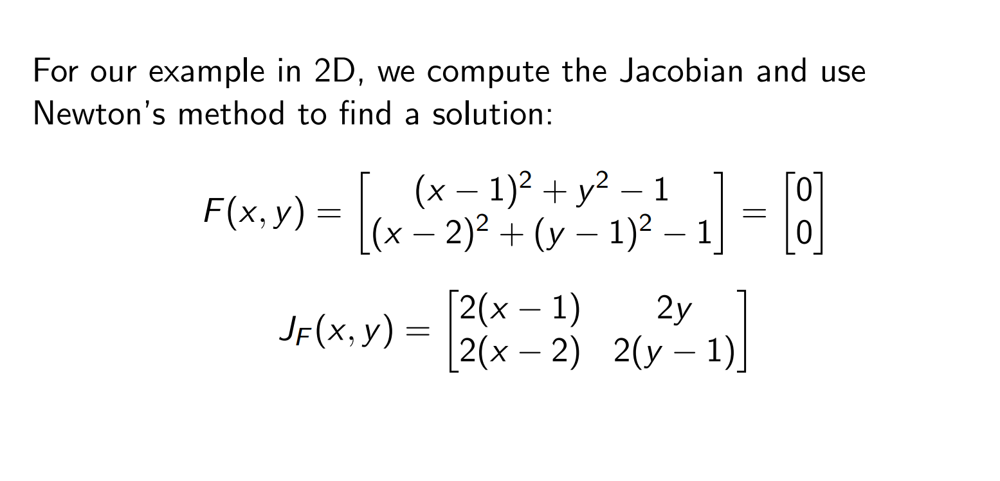 For our example in 2D, we compute the Jacobian and use
Newton's method to find a solution:
$F(x, y) = \begin{bmatrix} (x-1)^2 + y^2 - 1 \\ (x-2)^2 + (y-1)^2 - 1 \end{bmatrix} = \begin{bmatrix} 0 \\ 0 \end{bmatrix}$
$J_F(x, y) = \begin{bmatrix} 2(x-1) & 2y \\ 2(x-2) & 2(y-1) \end{bmatrix}$